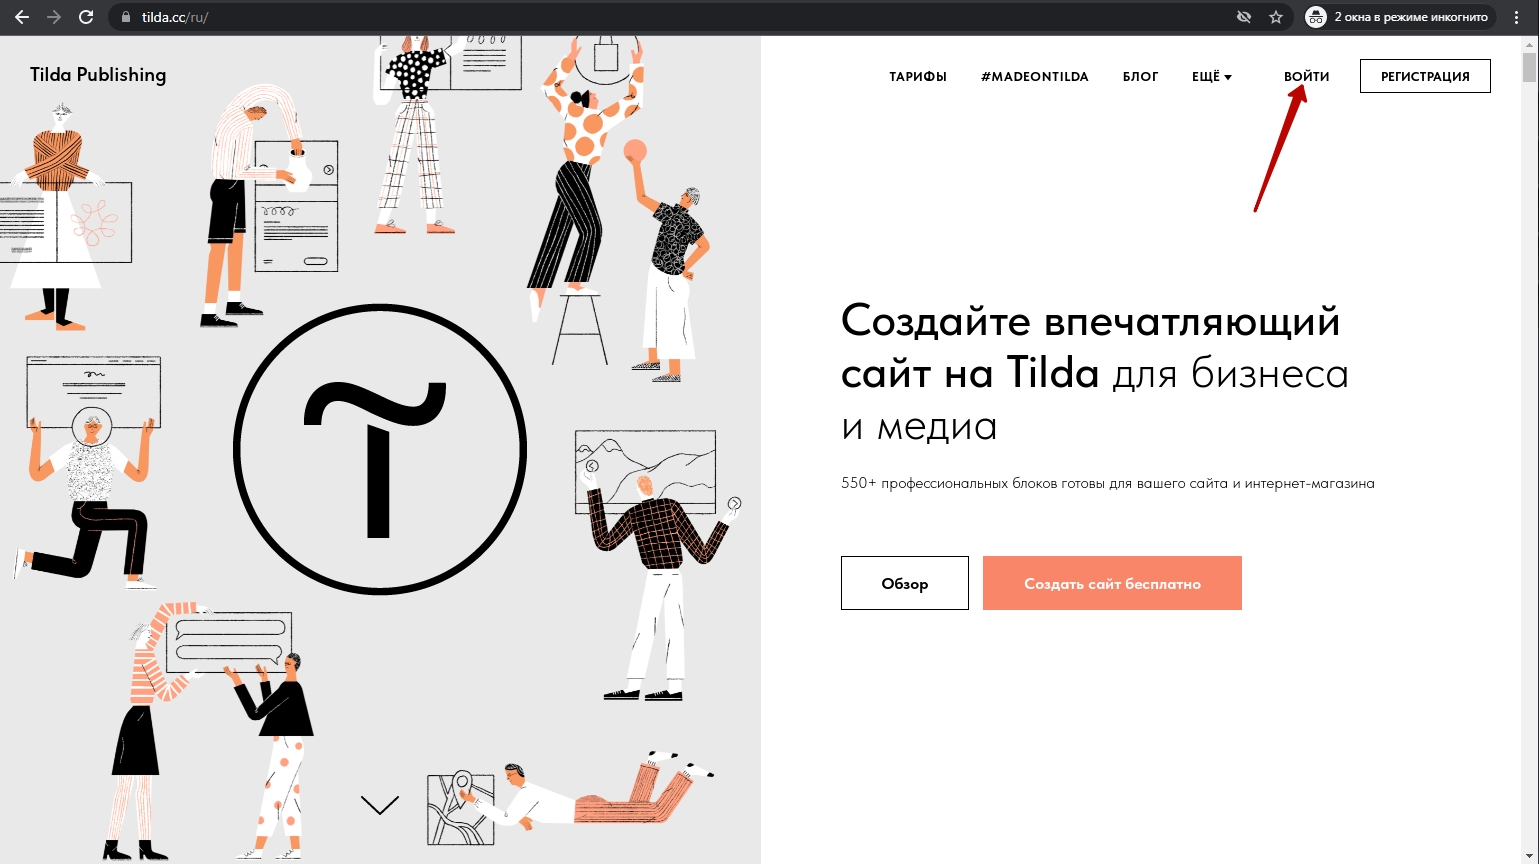 tilda.cc/ru/
2 окна в режиме инкогнито
Tilda Publishing
ТАРИФЫ
#MADEONTILDA
БЛОГ
ЕЩЁ
ВОЙТИ
РЕГИСТРАЦИЯ
Создайте впечатляющий
сайт на Tilda для бизнеса
и медиа
550+ профессиональных блоков готовы для вашего сайта и интернет-магазина
Обзор
Создать сайт бесплатно